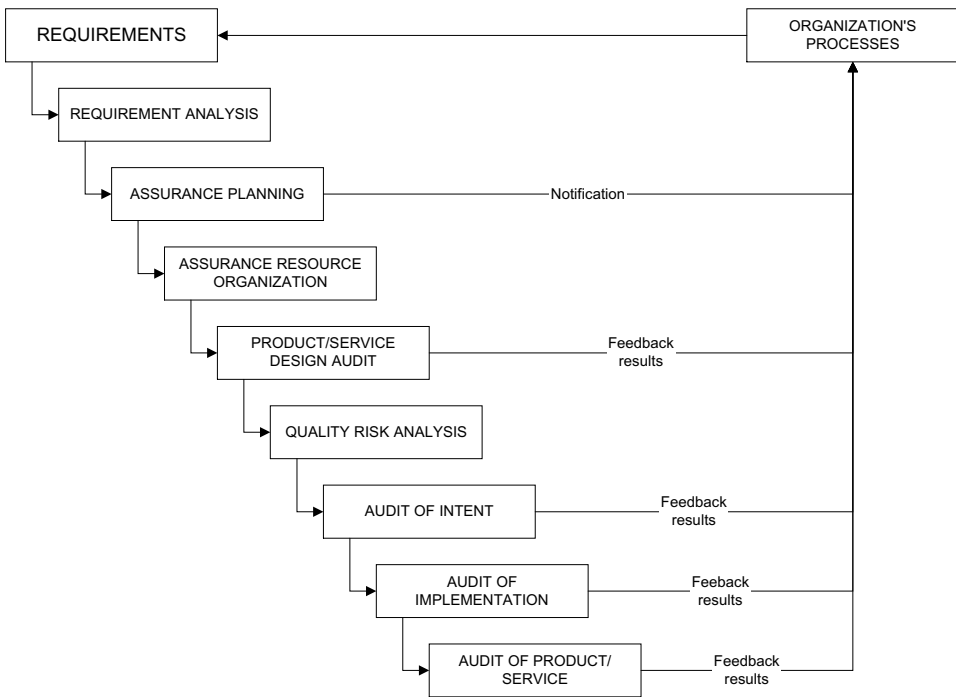 REQUIREMENTS
ORGANIZATION'S
PROCESSES
REQUIREMENT ANALYSIS
ASSURANCE PLANNING
Notification
ASSURANCE RESOURCE
ORGANIZATION
PRODUCT/SERVICE
DESIGN AUDIT
Feedback
results
QUALITY RISK ANALYSIS
AUDIT OF INTENT
Feedback
results
AUDIT OF
IMPLEMENTATION
Feeback
results
AUDIT OF PRODUCT/
SERVICE
Feedback
results